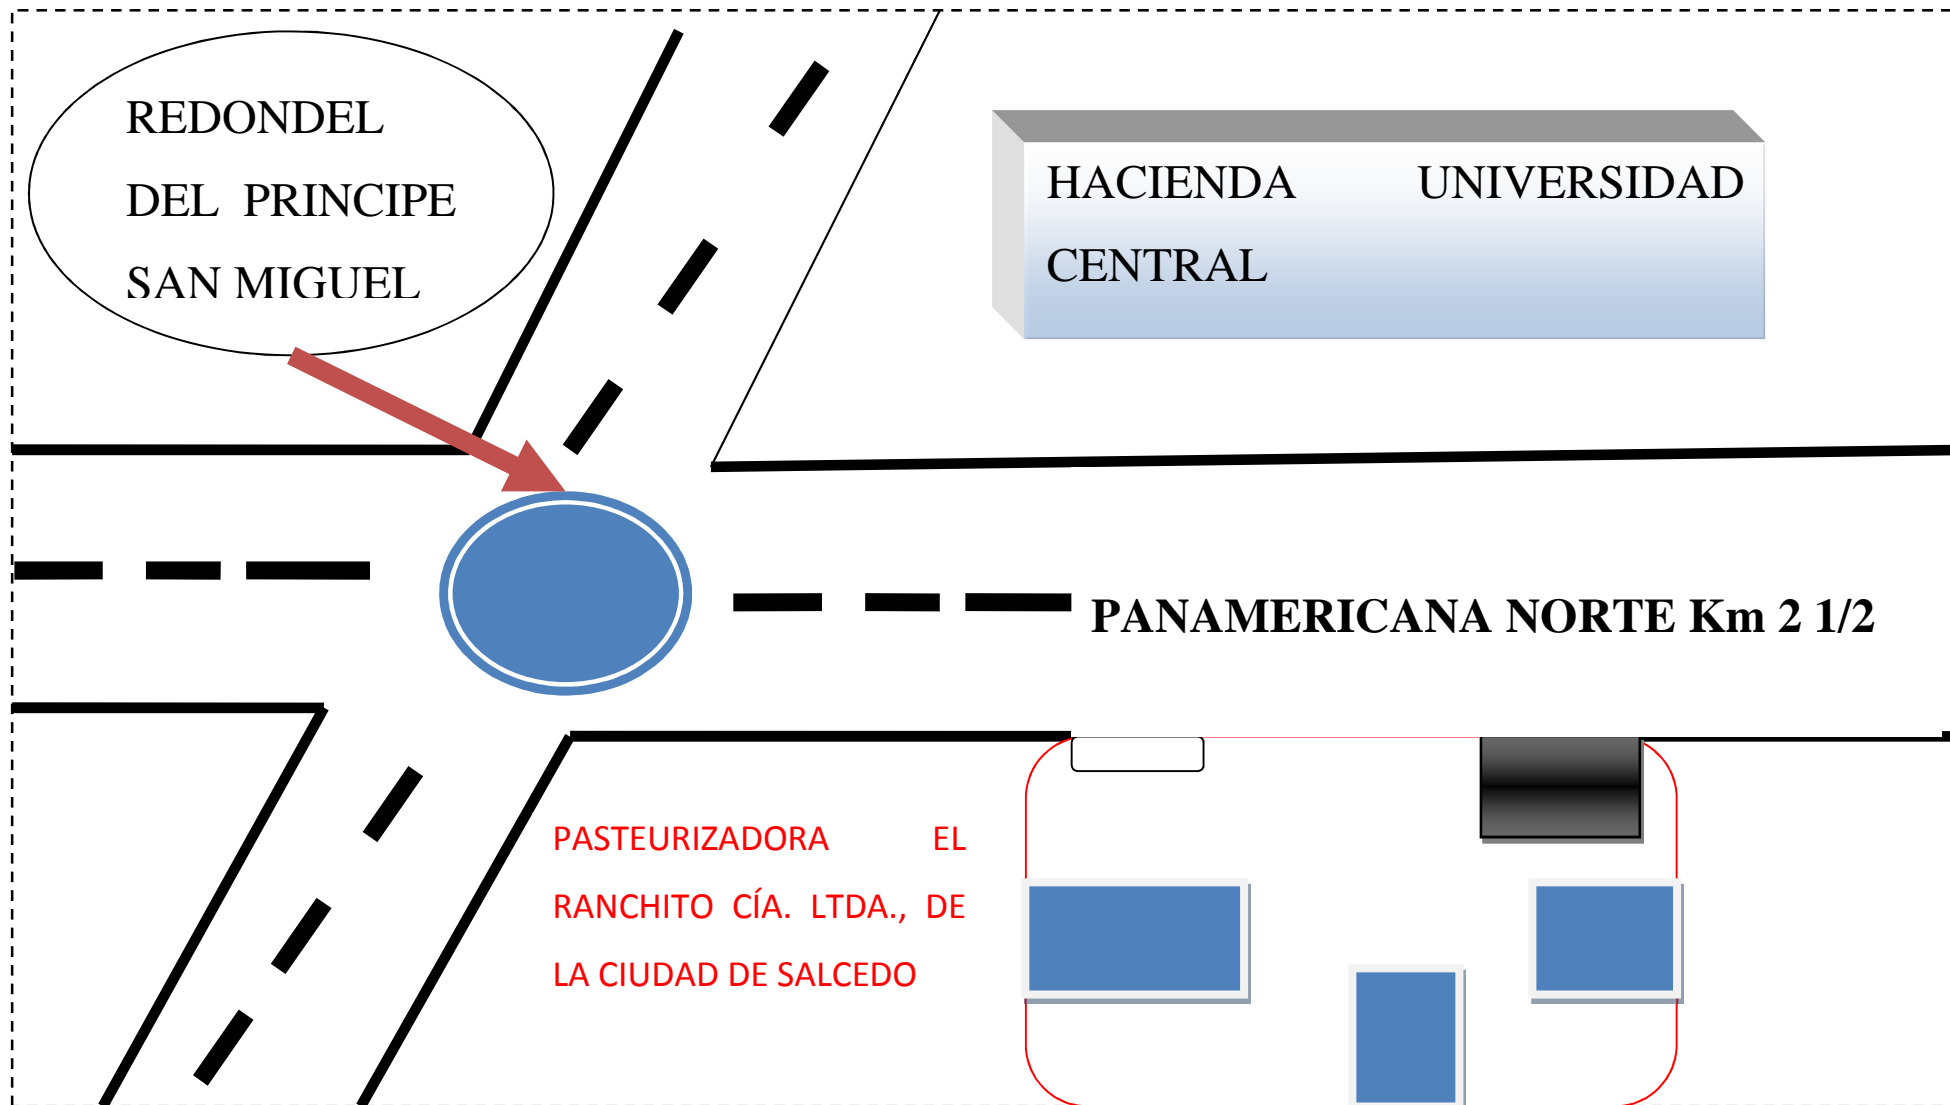 REDONDEL
DEL PRINCIPE
SAN MIGUEL
HACIENDA UNIVERSIDAD
CENTRAL
PANAMERICANA NORTE Km 2 1/2
PASTEURIZADORA EL
RANCHITO CÍA. LTDA., DE
LA CIUDAD DE SALCEDO